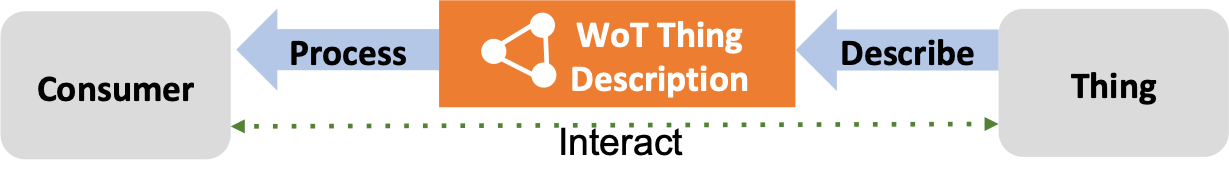 Consumer
Process
WoT Thing
Description
Describe
Thing
Interact